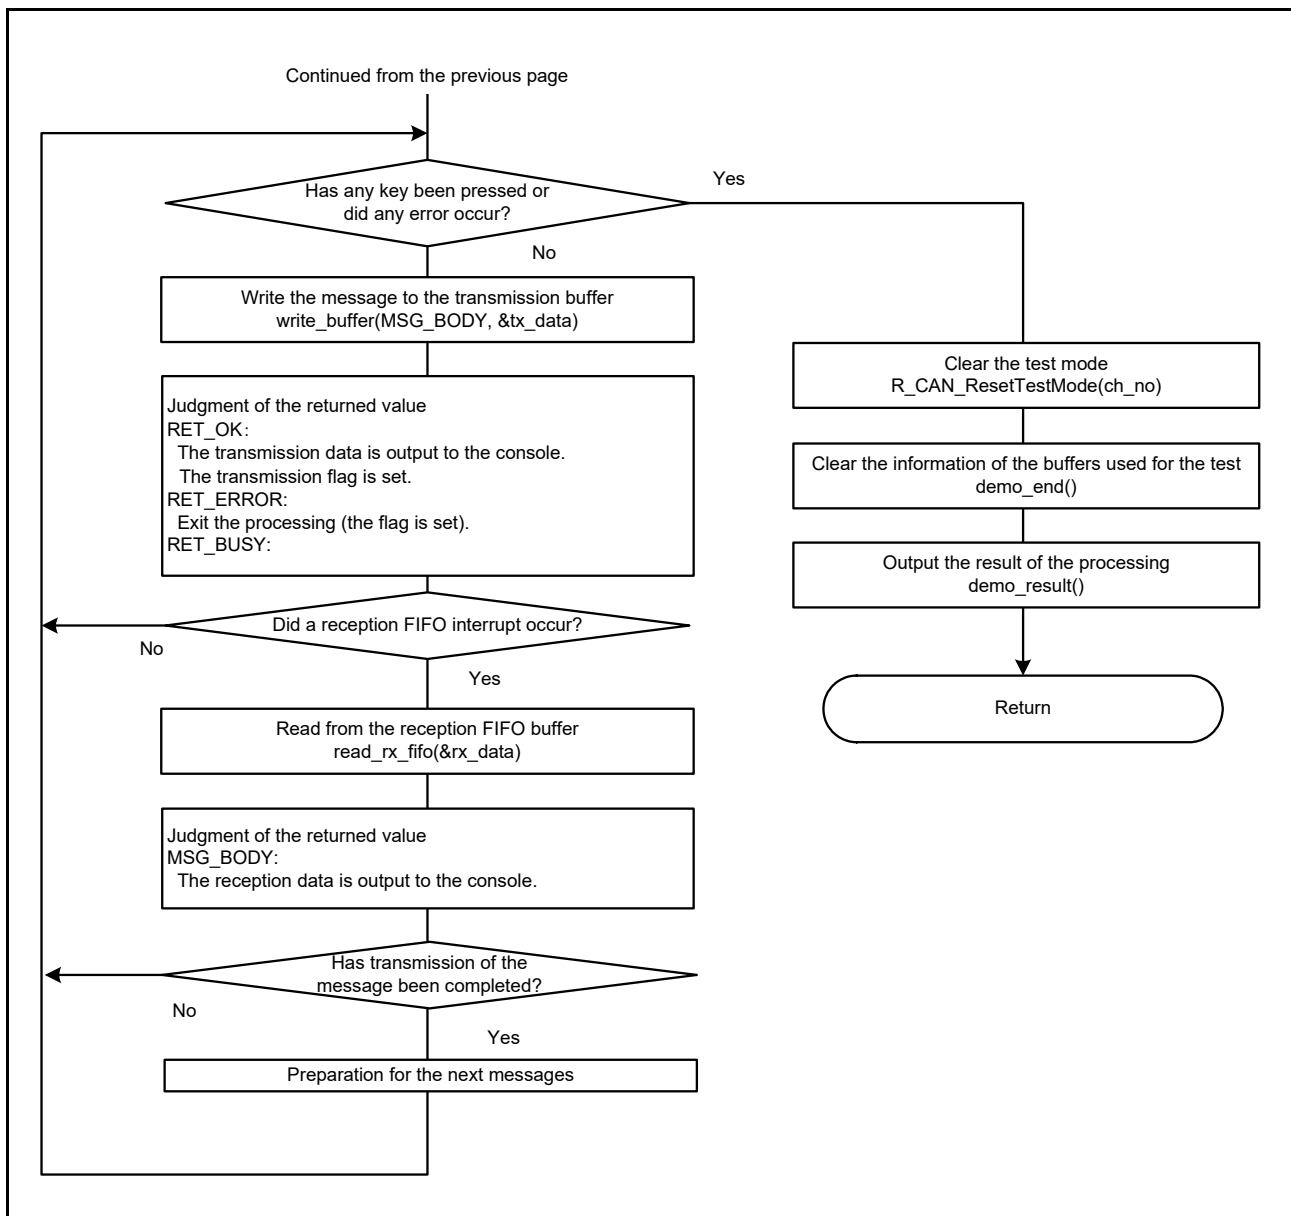 Continued from the previous page
Has any key been pressed or
did any error occur?
Yes
No
Write the message to the transmission buffer
write_buffer(MSG_BODY, &tx_data)
Judgment of the returned value
RET_OK:
The transmission data is output to the console.
The transmission flag is set.
RET_ERROR:
Exit the processing (the flag is set).
RET_BUSY:
Did a reception FIFO interrupt occur?
No
Yes
Read from the reception FIFO buffer
read_rx_fifo(&rx_data)
Judgment of the returned value
MSG_BODY:
The reception data is output to the console.
Has transmission of the
message been completed?
No
Yes
Preparation for the next messages
Clear the test mode
R_CAN_ResetTestMode(ch_no)
Clear the information of the buffers used for the test
demo_end()
Output the result of the processing
demo_result()
Return